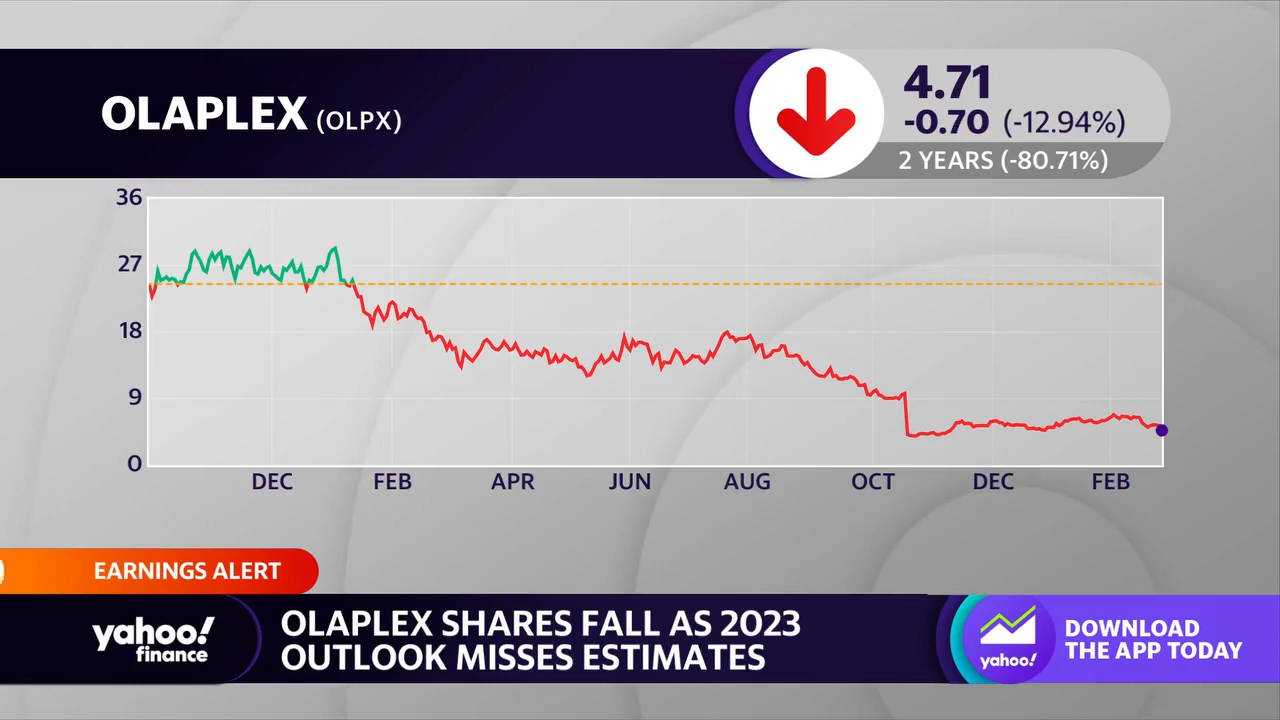 OLAPLEX (OLPX)
4.71
-0.70 (-12.94%)
2 YEARS (-80.71%)
36
27
18
9
0
DEC FEB APR JUN AUG OCT DEC FEB
EARNINGS ALERT
yahoo!
finance
OLAPLEX SHARES FALL AS 2023
OUTLOOK MISSES ESTIMATES
yahoo!
DOWNLOAD
THE APP TODAY